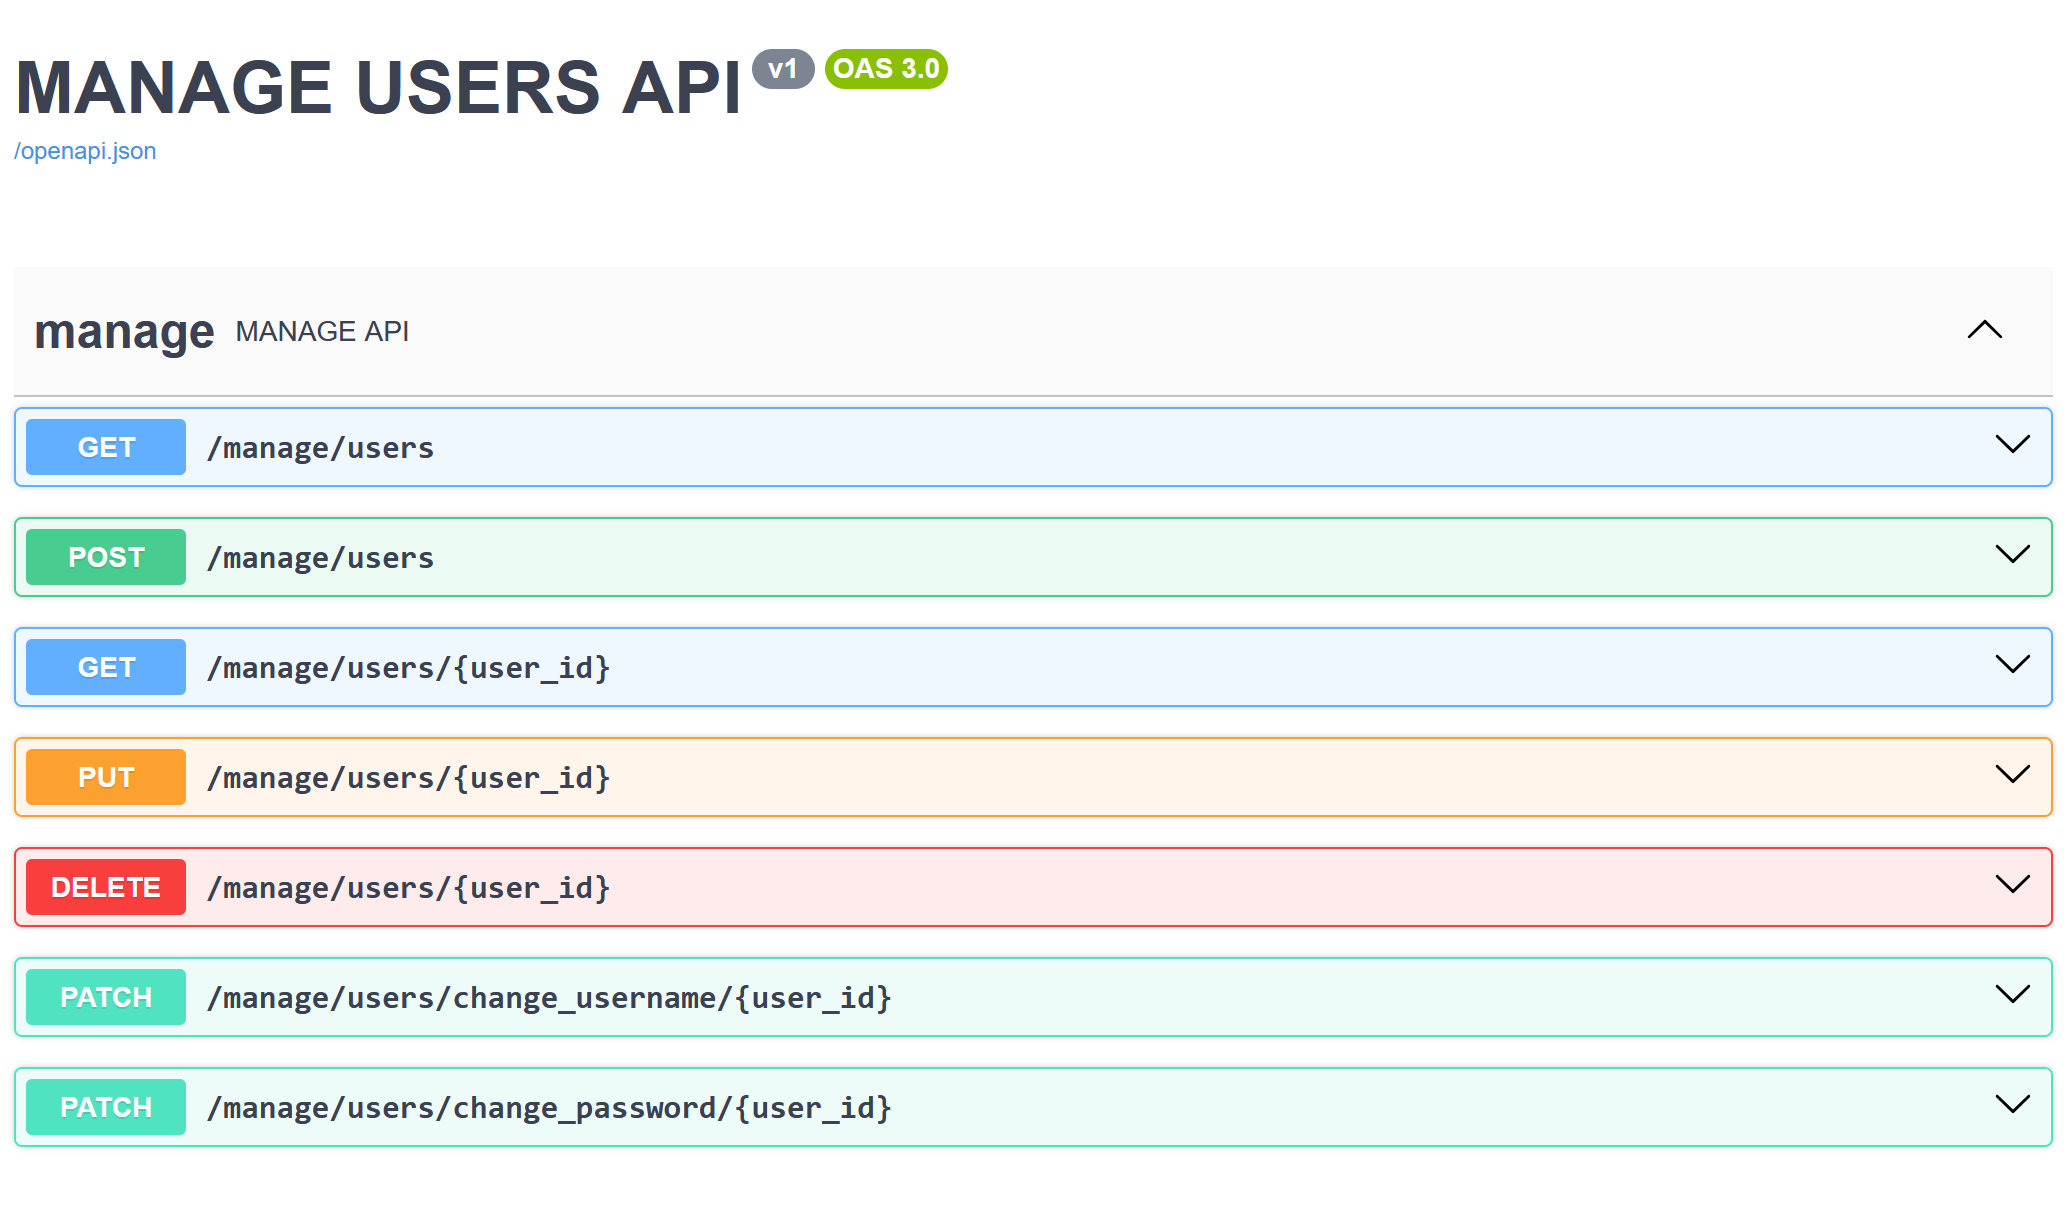 MANAGE USERS API v1 OAS 3.0
/openapi.json
manage MANAGE API
GET /manage/users
POST /manage/users
GET /manage/users/{user_id}
PUT /manage/users/{user_id}
DELETE /manage/users/{user_id}
PATCH /manage/users/change_username/{user_id}
PATCH /manage/users/change_password/{user_id}